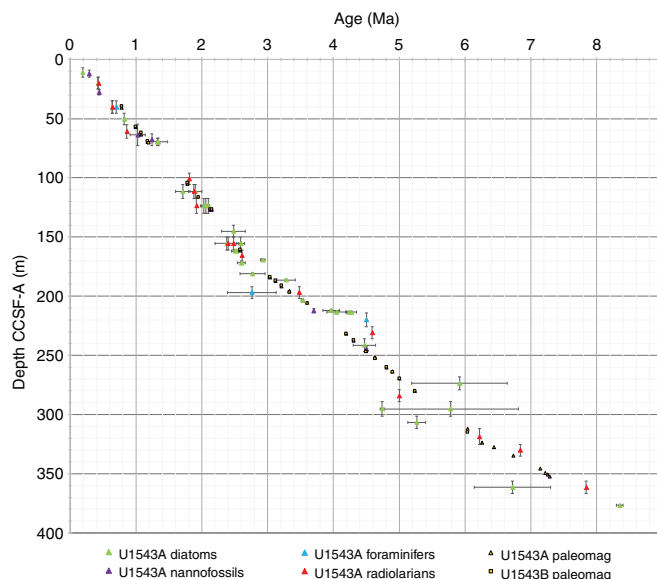 Age (Ma)
0 1 2 3 4 5 6 7 8
0
50
100
150
200
250
300
350
400
Depth CCSF-A (m)
U1543A diatoms U1543A foraminifers U1543A paleomag
U1543A nannofossils U1543A radiolarians U1543B paleomag